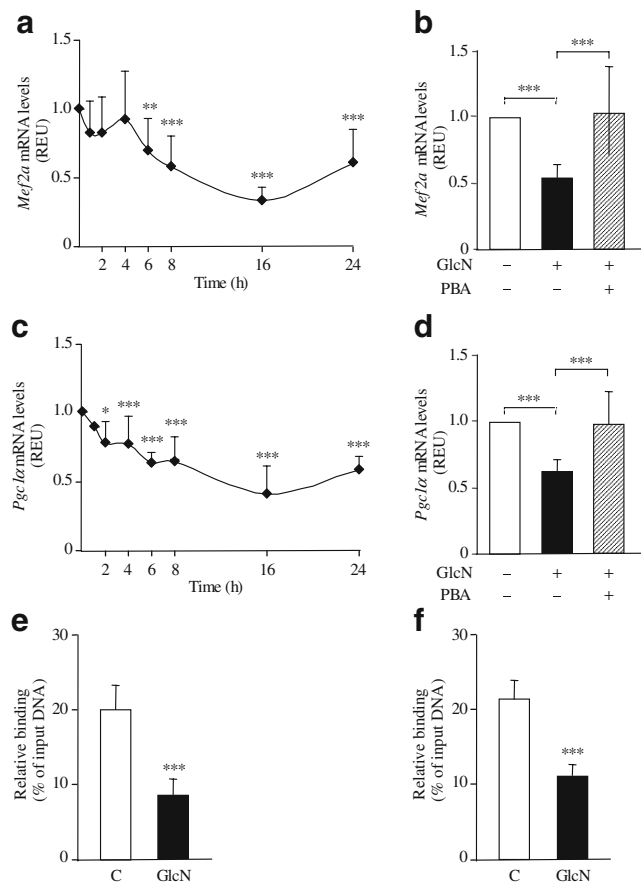 a
1.5
1.0
0.5
0
Mef2a mRNA levels
(REU)
** *** *** ***
2 4 6 8 16 24
Time (h)
b
1.5
1.0
0.5
0
Mef2a mRNA levels
(REU)
*** ***
GlcN – + +
PBA – – +
c
1.5
1.0
0.5
0
Pgc1α mRNA levels
(REU)
* *** *** *** *** ***
2 4 6 8 16 24
Time (h)
d
1.5
1.0
0.5
0
Pgc1α mRNA levels
(REU)
*** ***
GlcN – + +
PBA – – +
e
30
20
10
0
Relative binding
(% of input DNA)
***
C GlcN
f
30
20
10
0
Relative binding
(% of input DNA)
***
C GlcN